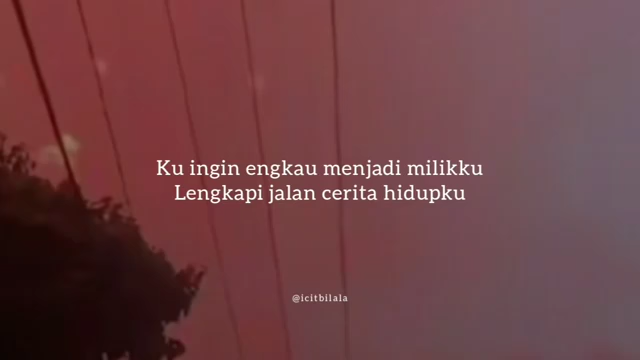 Ku ingin engkau menjadi milikku
Lengkapi jalan cerita hidupku
@icitbilala